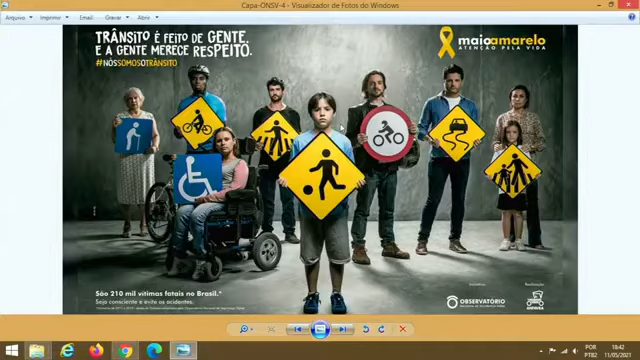 Capa-ONSV-4 - Visualizador de Fotos do Windows
Arquivo Imprimir Email Gravar Abrir
TRÂNSITO É FEITO DE GENTE.
E A GENTE MERECE RESPEITO.
#NÓSSOMOSOTRÂNSITO
maioamarelo
ATENÇÃO PELA VIDA
São 210 mil vítimas fatais no Brasil.*
Seja consciente e evite os acidentes.
Realização
OBSERVATÓRIO
POR
PTB2
18:42
11/05/2021